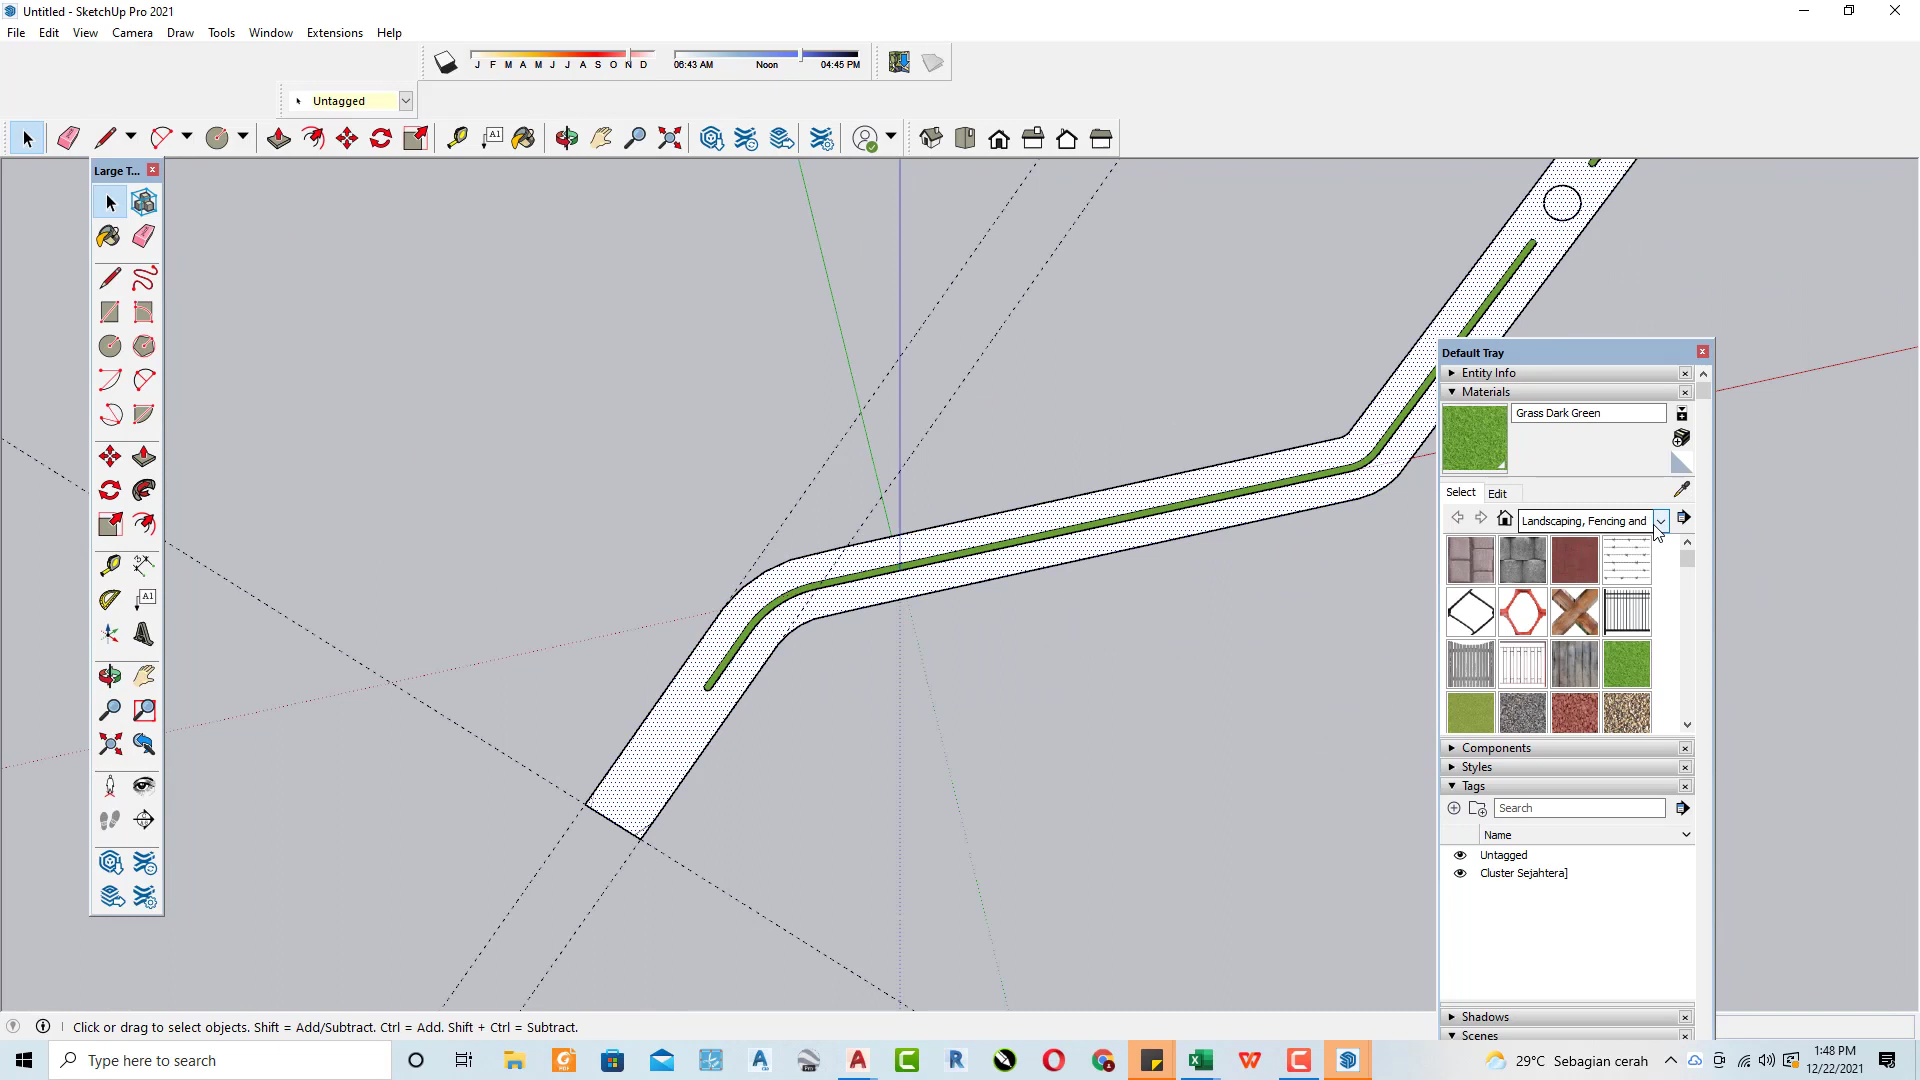 Untitled - SketchUp Pro 2021
File Edit View Camera Draw Tools Window Extensions Help
J F M A M J J A S O N D
06:43 AM Noon 04:45 PM
Untagged
A1
Large T...
A1
Default Tray
Entity Info
Materials
Grass Dark Green
Select Edit
Landscaping, Fencing and
Components
Styles
Tags
Search
Name
Untagged
Cluster Sejahtera]
Shadows
Scenes
Click or drag to select objects. Shift = Add/Subtract. Ctrl = Add. Shift + Ctrl = Subtract.
Type here to search
29°C Sebagian cerah
1:48 PM
12/22/2021